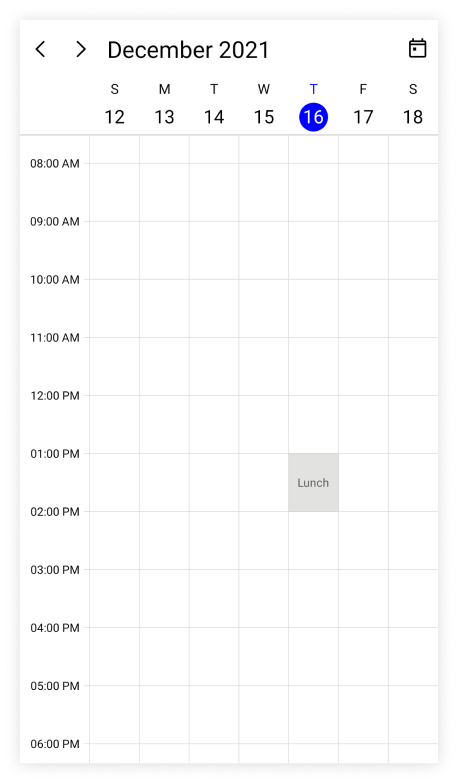 December 2021
S M T W T F S
12 13 14 15 16 17 18
08:00 AM
09:00 AM
10:00 AM
11:00 AM
12:00 PM
01:00 PM
Lunch
02:00 PM
03:00 PM
04:00 PM
05:00 PM
06:00 PM